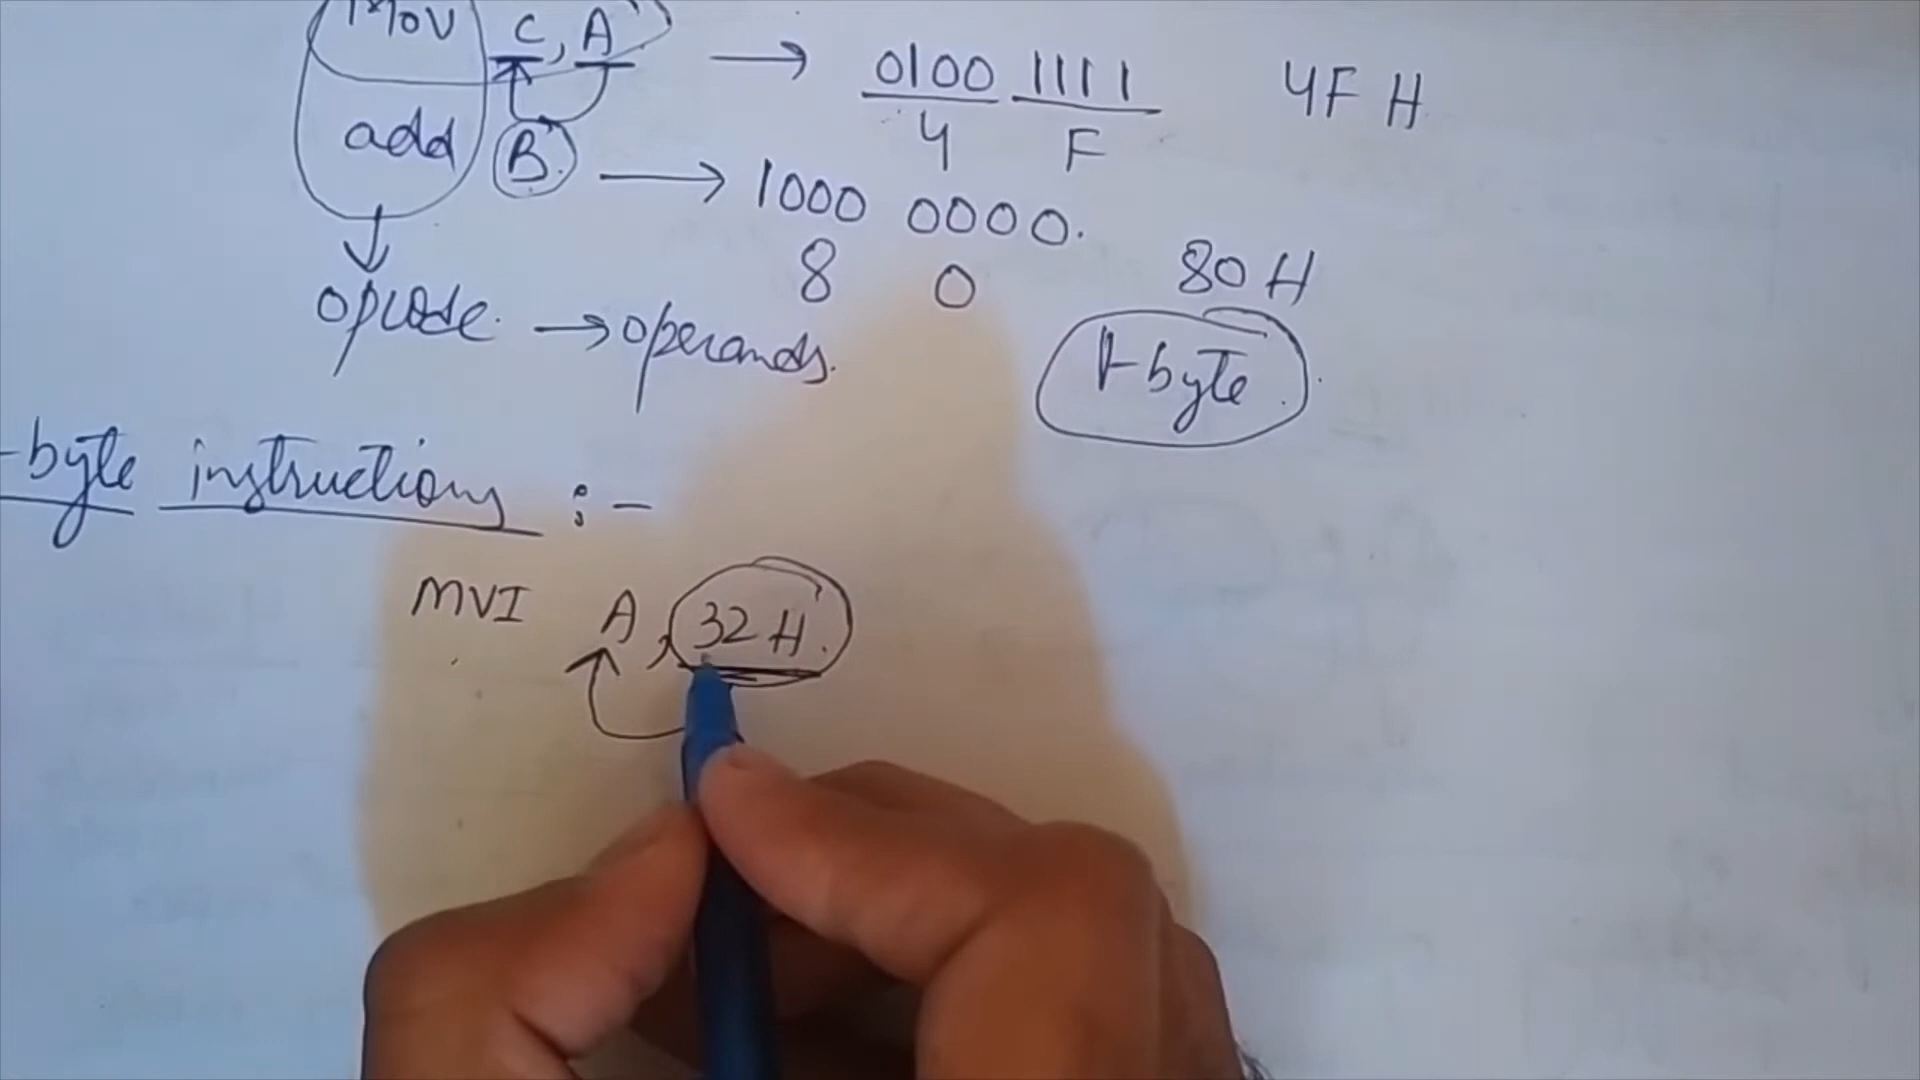 MOV C, A → 0100 1111 4F H
4 F
add B. → 1000 0000.
8 0 80 H
opcode. → operands.
1-byte.
-byte instructions :-
MVI A, 32 H.